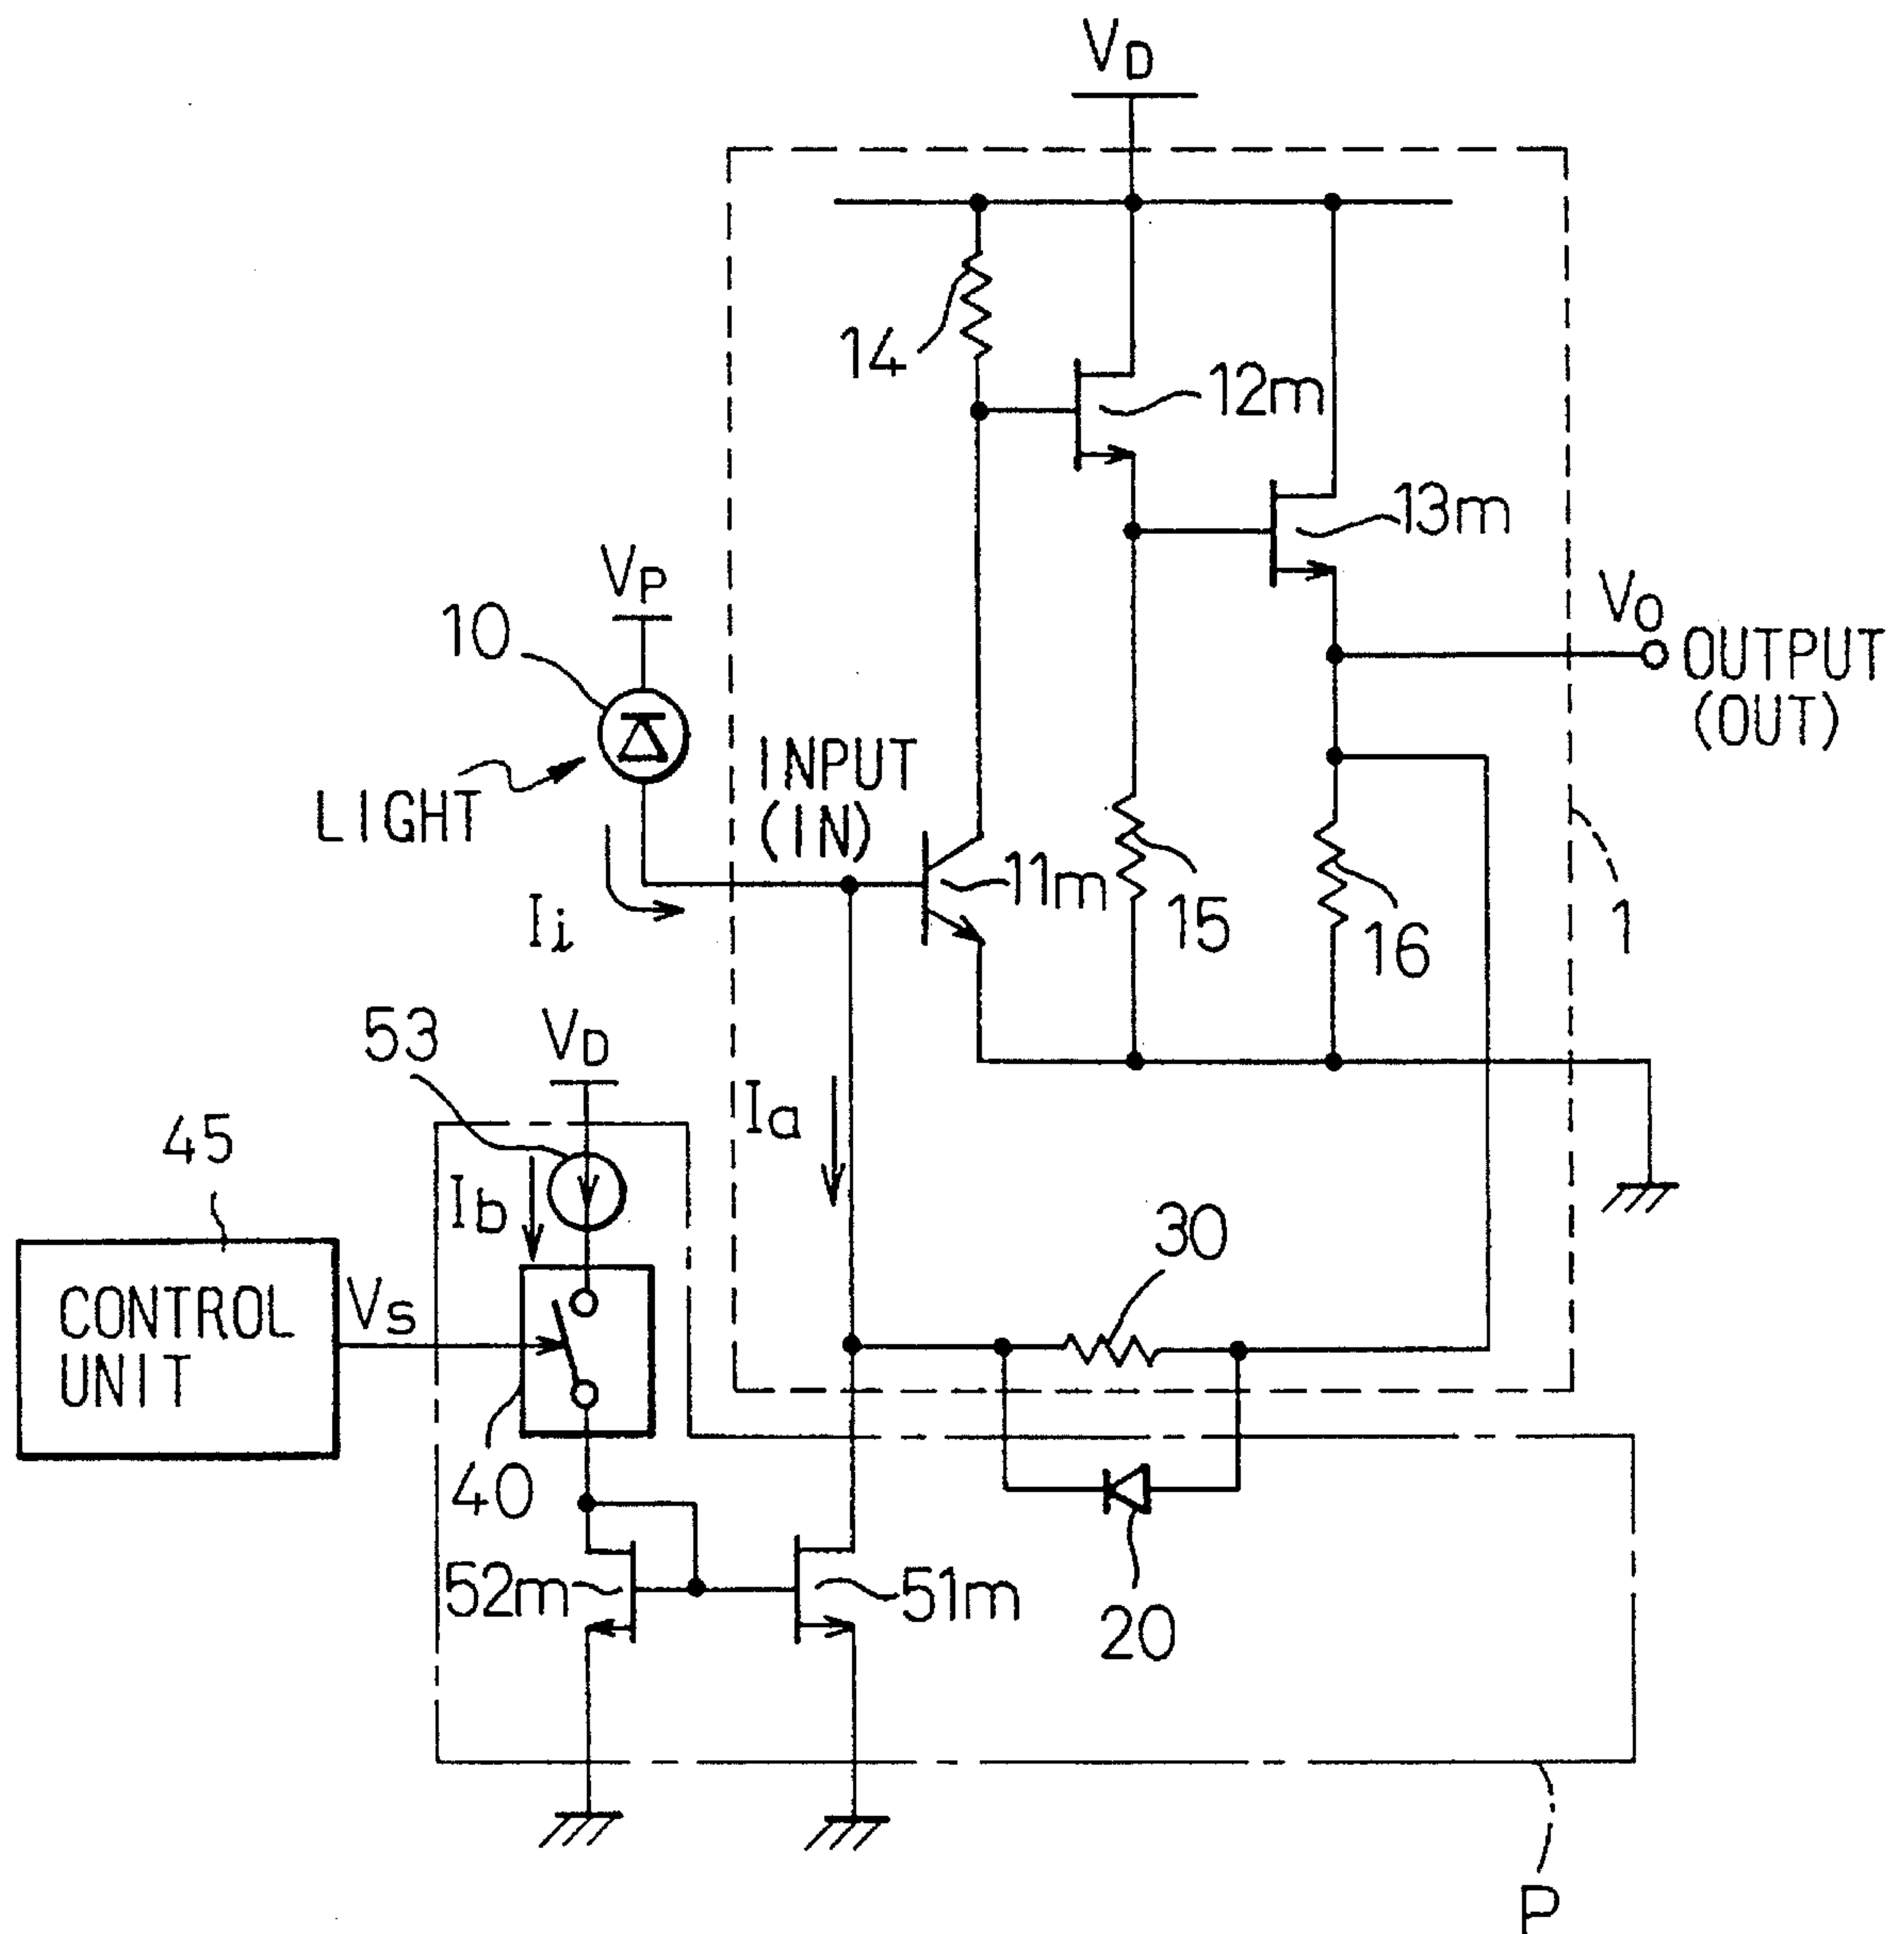 VD
14
12m
13m
VP
10
VO
OUTPUT
(OUT)
INPUT
(IN)
LIGHT
11m
15
16
1
Ii
53
VD
45
Ia
Ib
30
CONTROL
UNIT
Vs
40
52m
51m
20
P